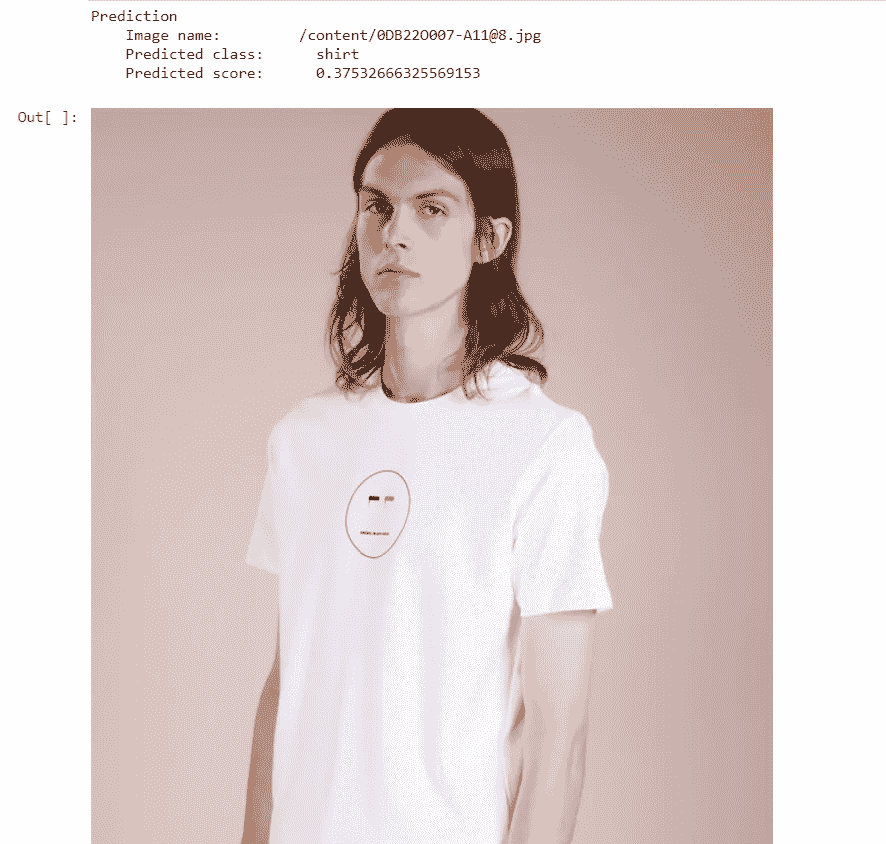 Prediction
Image name: /content/0DB22O007-A11@8.jpg
Predicted class: shirt
Predicted score: 0.37532666325569153
Out[ ]: